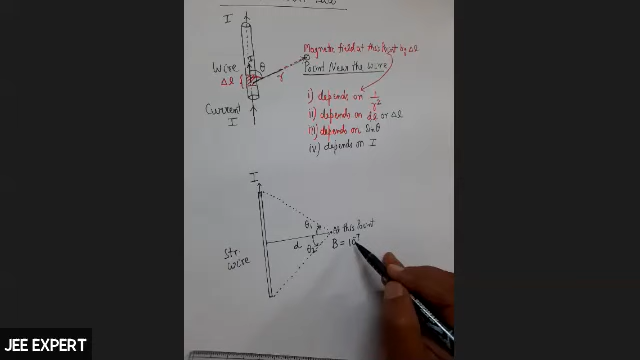 I
Magnetic field at this point by Δl
Point Near the wire
Wire
Δl
θ
r
i) depends on 1/r²
ii) depends on dl or Δl
iii) depends on sinθ
iv) depends on I
Current
I
I
θ₁
At this Point
d
θ₂
B = 10
Str.
wire
JEE EXPERT